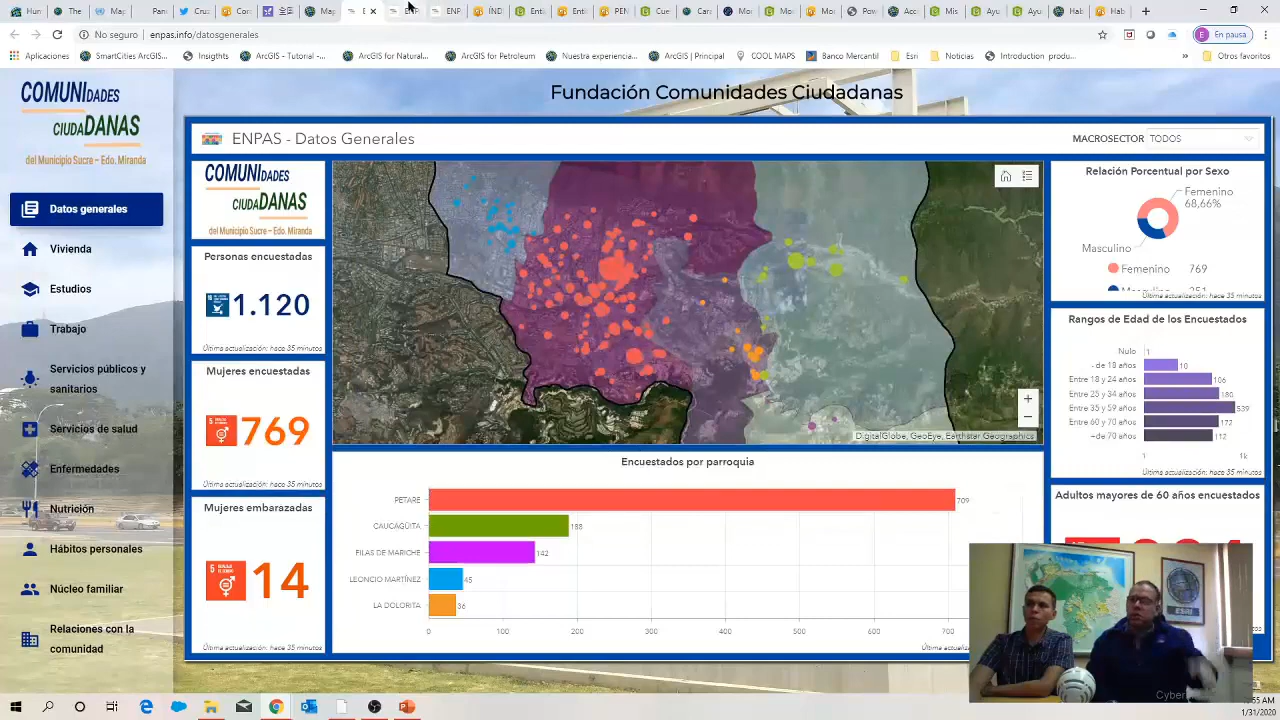 No seguro
enpas.info/datosgenerales
En pausa
Aplicaciones
SmartCities ArcGIS...
Insigthts
ArcGIS - Tutorial -...
ArcGIS for Natural...
ArcGIS for Petroleum
Nuestra experiencia...
ArcGIS | Principal
COOL MAPS
Banco Mercantil
Esri
Noticias
Introduction produ...
Otros favoritos
COMUNIDADES
CIUDADANAS
del Municipio Sucre – Edo. Miranda
Datos generales
Vivienda
Estudios
Trabajo
Servicios públicos y
sanitarios
Servicios de salud
Enfermedades
Nutrición
Hábitos personales
Núcleo familiar
Relaciones con la
comunidad
Fundación Comunidades Ciudadanas
ENPAS - Datos Generales
MACROSECTOR TODOS
COMUNIDADES
CIUDADANAS
del Municipio Sucre – Edo. Miranda
Personas encuestadas
1.120
Última actualización: hace 35 minutos
Mujeres encuestadas
769
Última actualización: hace 35 minutos
Mujeres embarazadas
14
Última actualización: hace 35 minutos
DigitalGlobe, GeoEye, Earthstar Geographics
Encuestados por parroquia
PETARE 709
CAUCAGÜITA 188
FILAS DE MARICHE 142
LEONCIO MARTÍNEZ 45
LA DOLORITA 36
0 100 200 300 400 500 600 700
Relación Porcentual por Sexo
Femenino
68,66%
Masculino
Femenino 769
Última actualización: hace 35 minutos
Rangos de Edad de los Encuestados
Nulo 1
- de 18 años 10
Entre 18 y 24 años 106
Entre 25 y 34 años 180
Entre 35 y 59 años 539
Entre 60 y 70 años 172
+ de 70 años 112
1 1k
Última actualización: hace 35 minutos
Adultos mayores de 60 años encuestados
esri
1/31/2020